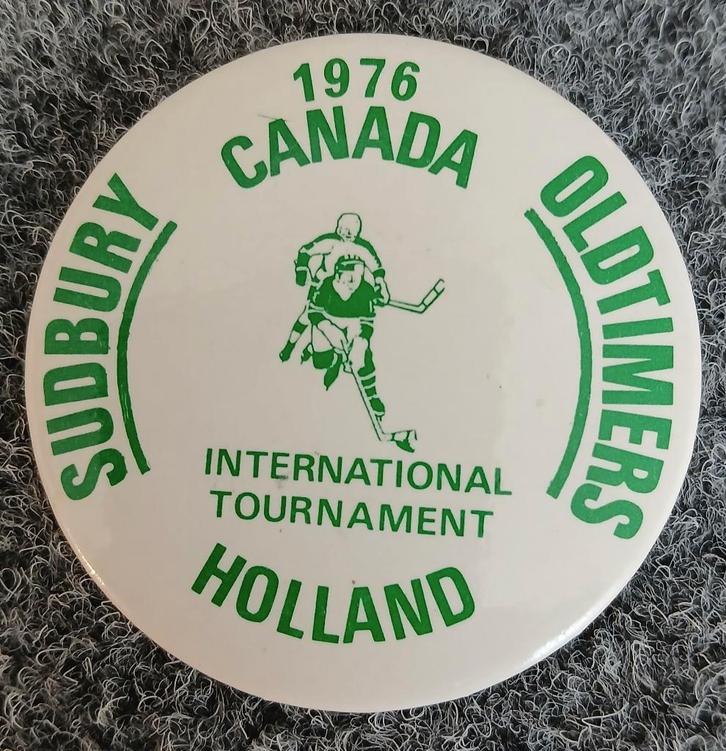 1976
CANADA
SUDBURY
OLDTIMERS
INTERNATIONAL
TOURNAMENT
HOLLAND